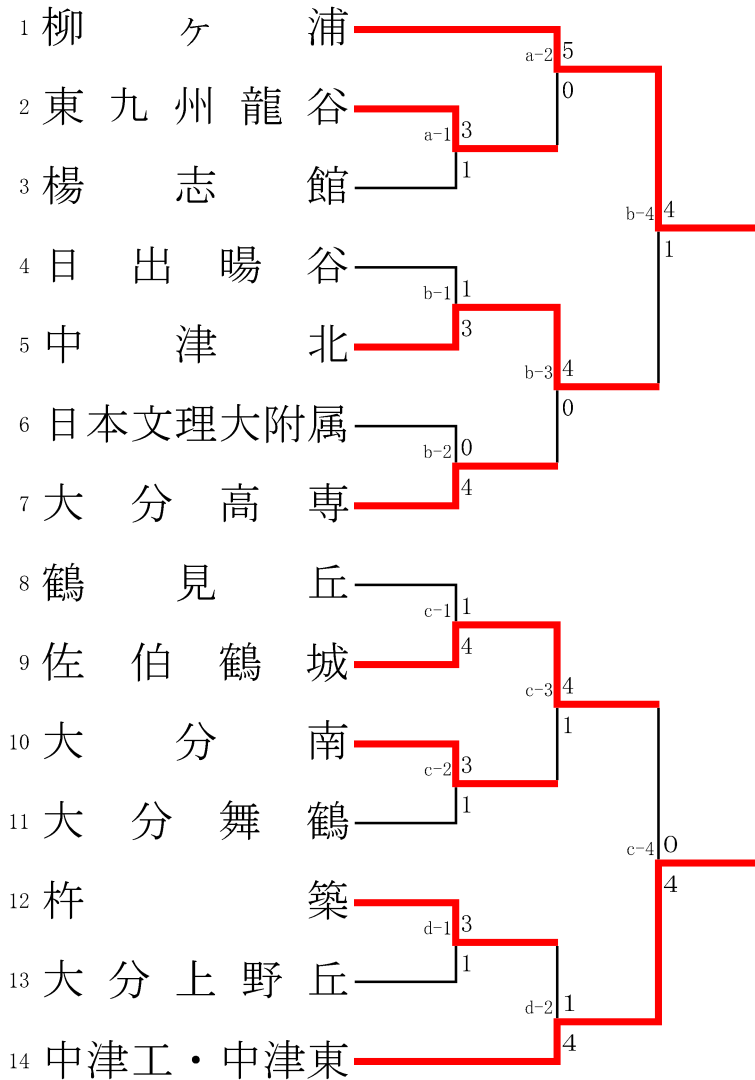 1 柳ヶ浦
a-2 5
0
2 東九州龍谷
a-1 3
1
3 楊志館
b-4 4
1
4 日出暘谷
b-1 1
3
5 中津北
b-3 4
0
6 日本文理大附属
b-2 0
4
7 大分高専
8 鶴見丘
c-1 1
4
9 佐伯鶴城
c-3 4
1
10 大分南
c-2 3
1
11 大分舞鶴
c-4 0
4
12 杵築
d-1 3
1
13 大分上野丘
d-2 1
4
14 中津工・中津東